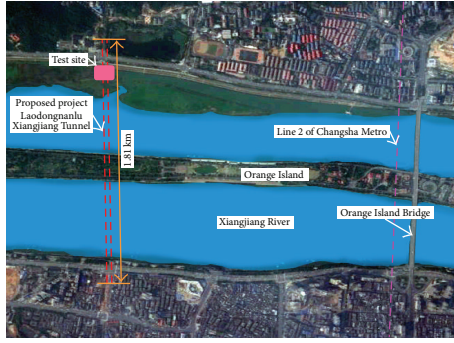 Test site
Proposed project
Laodongnanlu
Xiangjiang Tunnel
1.81 km
Line 2 of Changsha Metro
Orange Island
Orange Island Bridge
Xiangjiang River